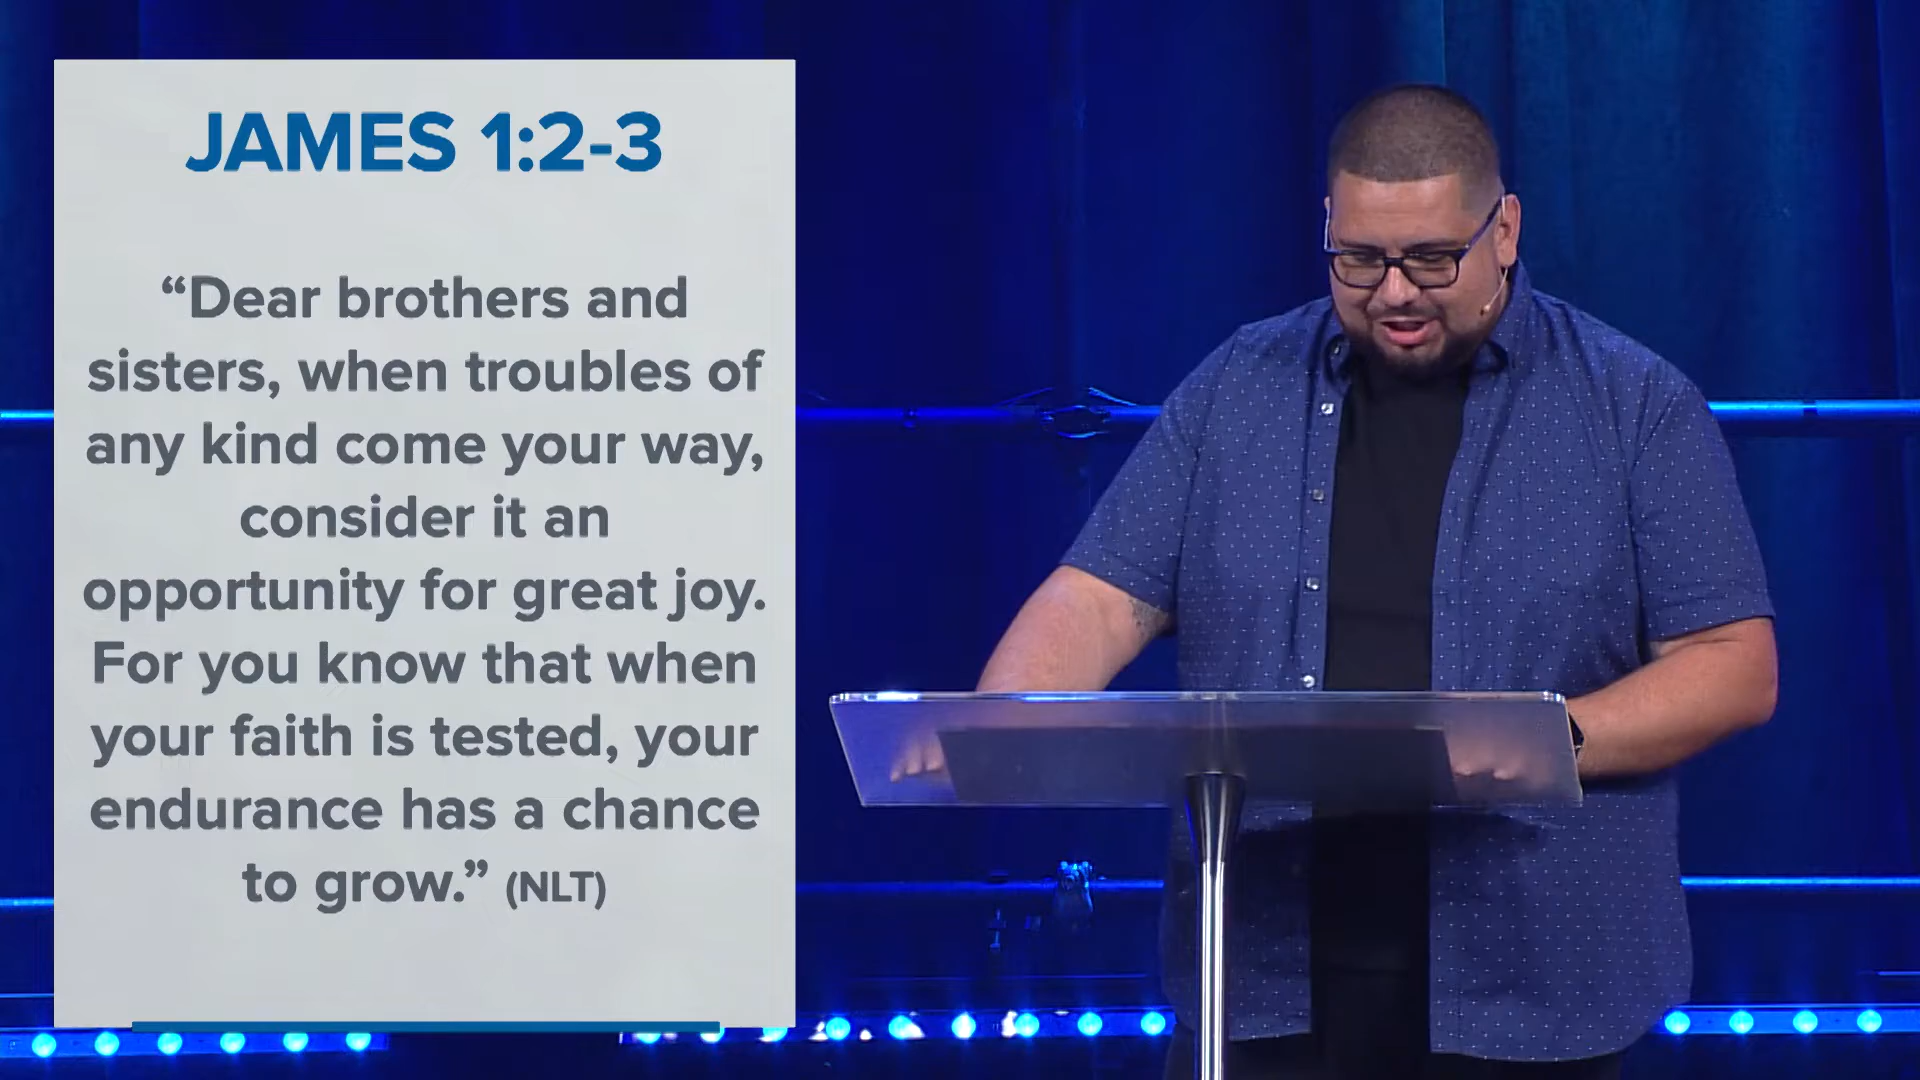 JAMES 1:2-3
“Dear brothers and
sisters, when troubles of
any kind come your way,
consider it an
opportunity for great joy.
For you know that when
your faith is tested, your
endurance has a chance
to grow.” (NLT)